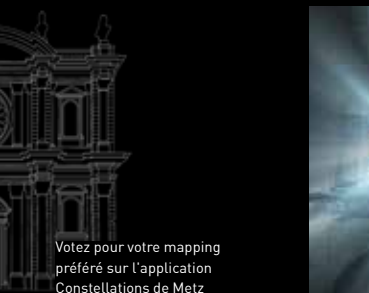 Votez pour votre mapping
préféré sur l'application
Constellations de Metz